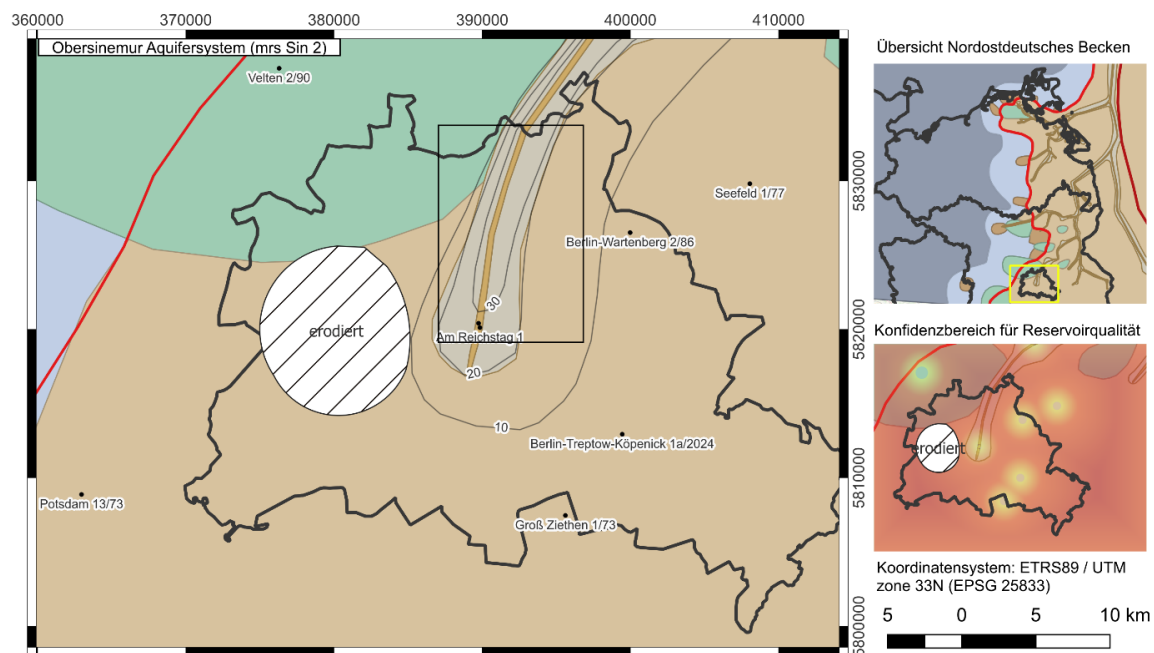 360000
370000
380000
390000
400000
410000
Obersinemur Aquifersystem (mrs Sin 2)
Velten 2/90
Seefeld 1/77
Berlin-Wartenberg 2/86
30
erodiert
Am Reichstag 1
20
10
Berlin-Treptow-Köpenick 1a/2024
Potsdam 13/73
Groß Ziethen 1/73
5830000
5820000
5810000
5800000
Übersicht Nordostdeutsches Becken
Konfidenzbereich für Reservoirqualität
erodiert
Koordinatensystem: ETRS89 / UTM
zone 33N (EPSG 25833)
5 0 5 10 km